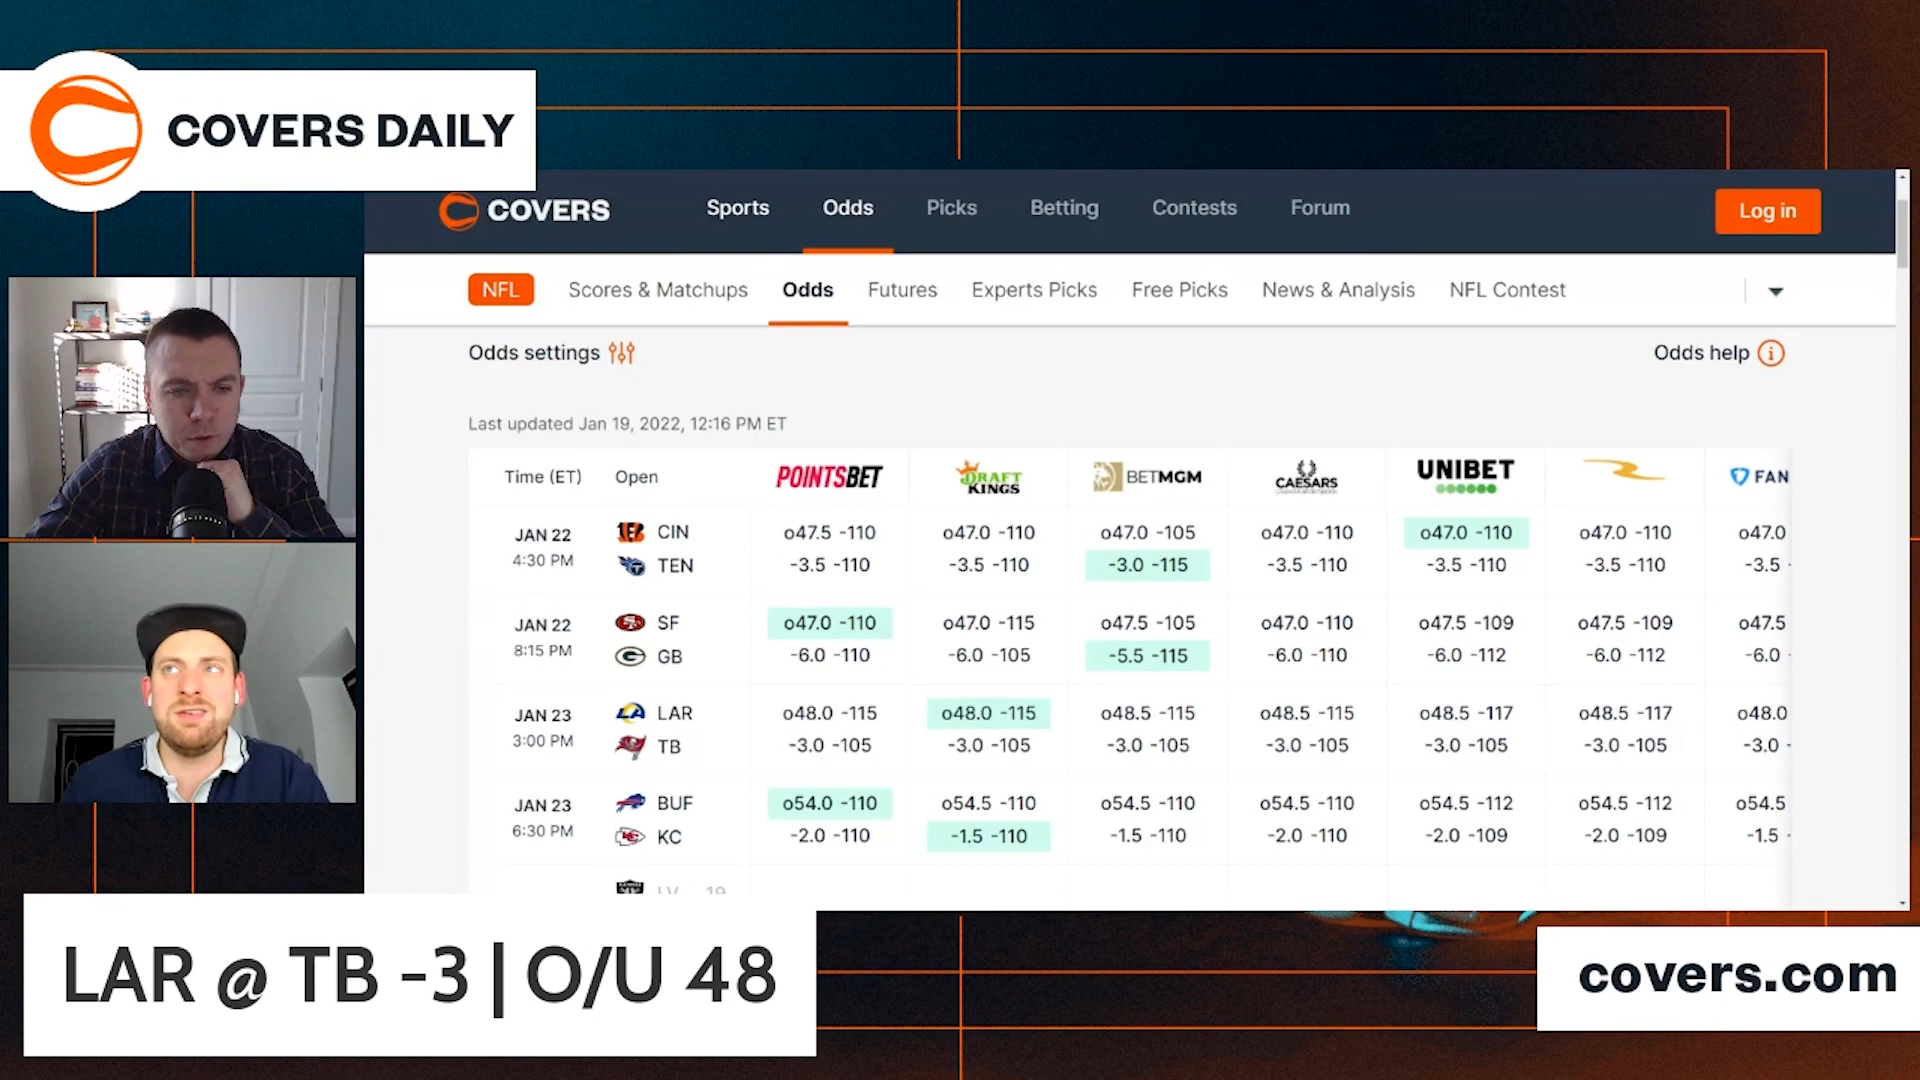 COVERS DAILY
COVERS Sports Odds Picks Betting Contests Forum Log in
NFL Scores & Matchups Odds Futures Experts Picks Free Picks News & Analysis NFL Contest
Odds settings Odds help
Last updated Jan 19, 2022, 12:16 PM ET
Time (ET) Open POINTSBET DRAFT KINGS BETMGM CAESARS UNIBET FAN
JAN 22 CIN o47.5 -110 o47.0 -110 o47.0 -105 o47.0 -110 o47.0 -110 o47.0 -110 o47.0
4:30 PM TEN -3.5 -110 -3.5 -110 -3.0 -115 -3.5 -110 -3.5 -110 -3.5 -110 -3.5
JAN 22 SF o47.0 -110 o47.0 -115 o47.5 -105 o47.0 -110 o47.5 -109 o47.5 -109 o47.5
8:15 PM GB -6.0 -110 -6.0 -105 -5.5 -115 -6.0 -110 -6.0 -112 -6.0 -112 -6.0
JAN 23 LAR o48.0 -115 o48.0 -115 o48.5 -115 o48.5 -115 o48.5 -117 o48.5 -117 o48.0
3:00 PM TB -3.0 -105 -3.0 -105 -3.0 -105 -3.0 -105 -3.0 -105 -3.0 -105 -3.0
JAN 23 BUF o54.0 -110 o54.5 -110 o54.5 -110 o54.5 -110 o54.5 -112 o54.5 -112 o54.5
6:30 PM KC -2.0 -110 -1.5 -110 -1.5 -110 -2.0 -110 -2.0 -109 -2.0 -109 -1.5
LAR @ TB -3 | O/U 48
covers.com